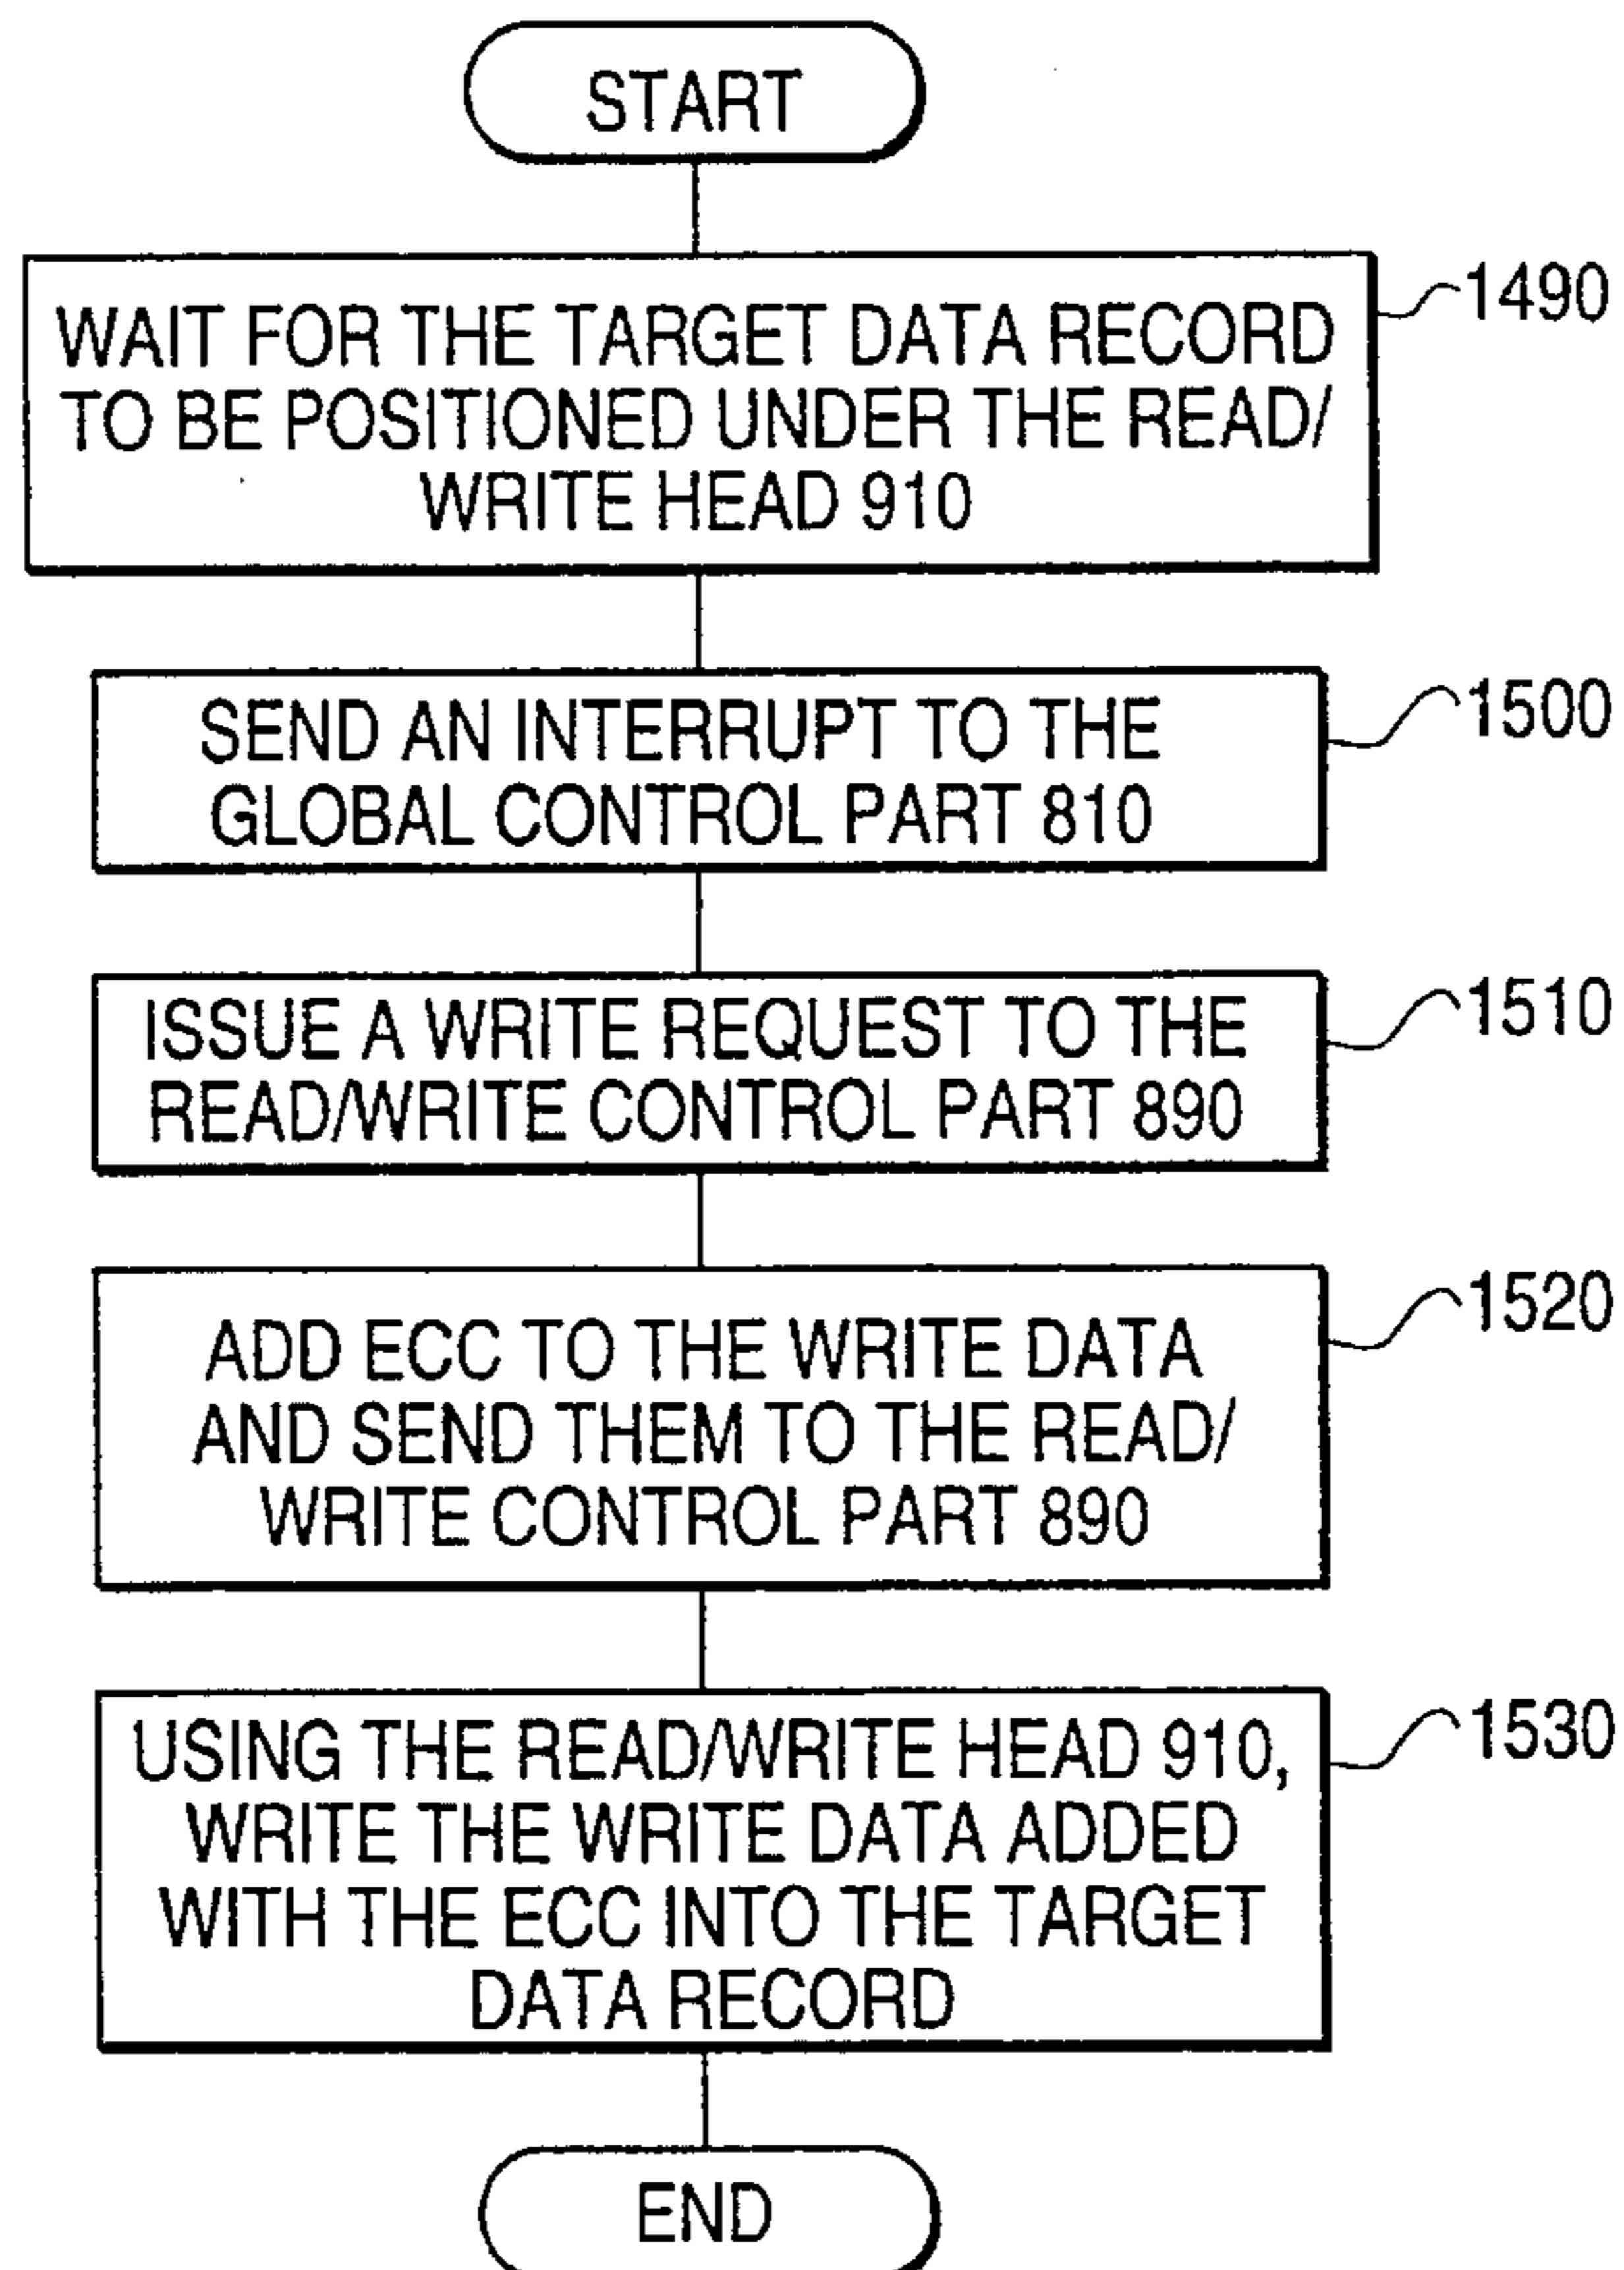 START
WAIT FOR THE TARGET DATA RECORD
TO BE POSITIONED UNDER THE READ/
WRITE HEAD 910
1490
SEND AN INTERRUPT TO THE
GLOBAL CONTROL PART 810
1500
ISSUE A WRITE REQUEST TO THE
READ/WRITE CONTROL PART 890
1510
ADD ECC TO THE WRITE DATA
AND SEND THEM TO THE READ/
WRITE CONTROL PART 890
1520
USING THE READ/WRITE HEAD 910,
WRITE THE WRITE DATA ADDED
WITH THE ECC INTO THE TARGET
DATA RECORD
1530
END